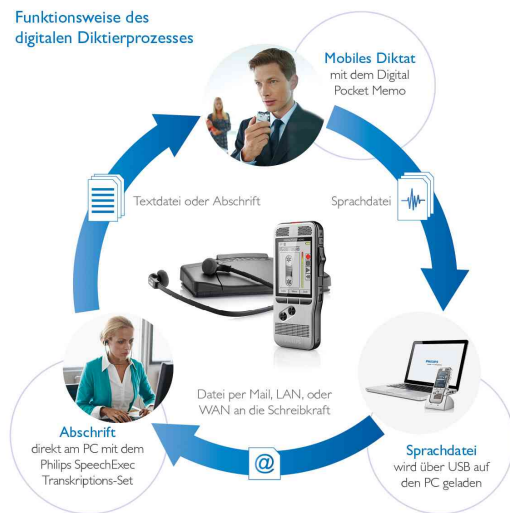 Funktionsweise des
digitalen Diktierprozesses
Mobiles Diktat
mit dem Digital
Pocket Memo
Textdatei oder Abschrift
Sprachdatei
Datei per Mail, LAN, oder
WAN an die Schreibkraft
@
Abschrift
direkt am PC mit dem
Philips SpeechExec
Transkriptions-Set
PHILIPS
Sprachdatei
wird über USB auf
den PC geladen